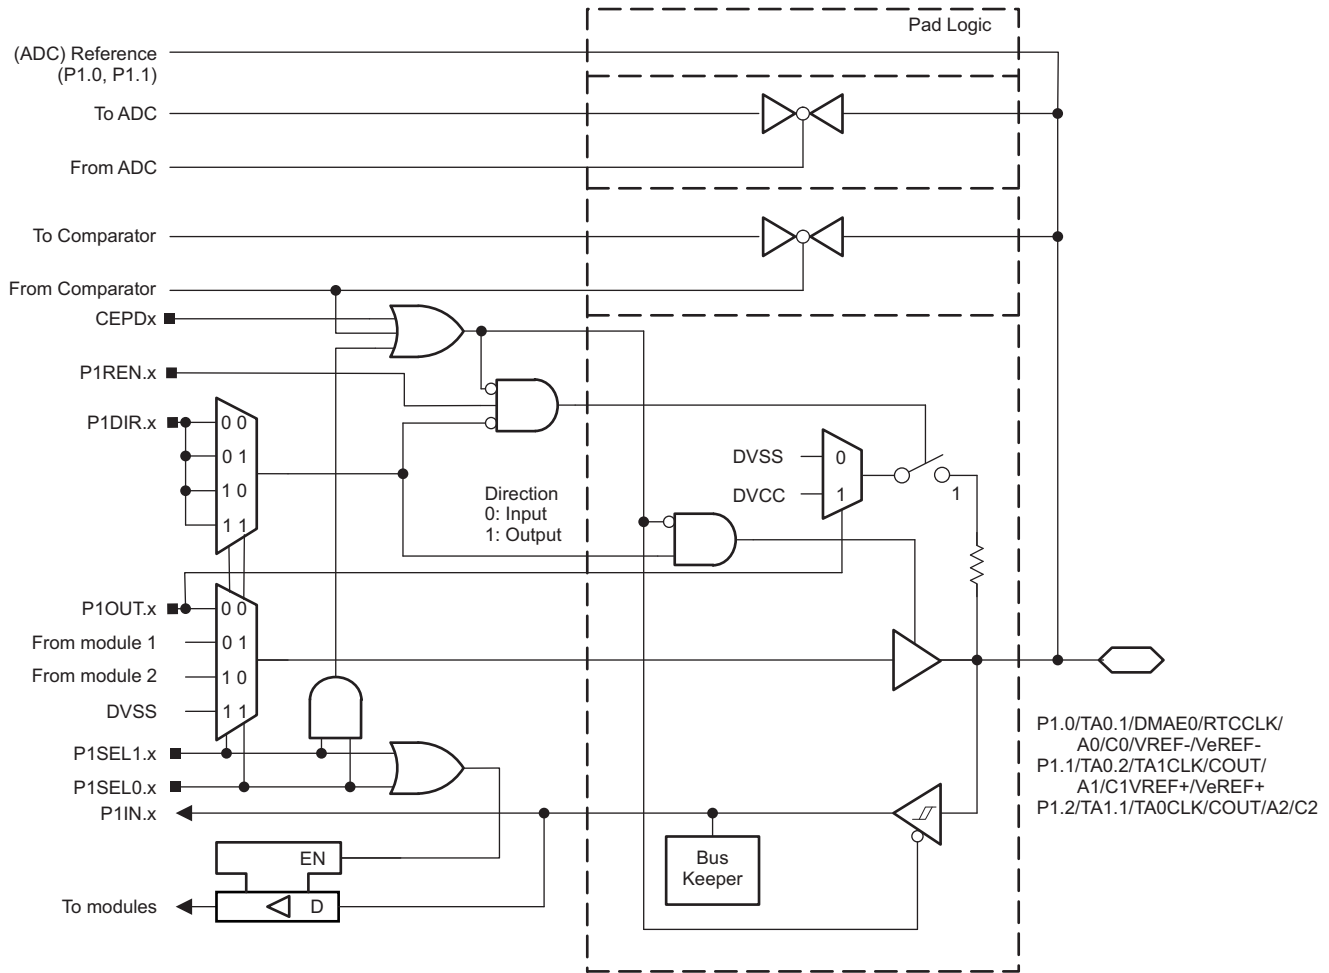 Pad Logic
(ADC) Reference
(P1.0, P1.1)
To ADC
From ADC
To Comparator
From Comparator
CEPDx
P1REN.x
P1DIR.x
0 0
0 1
1 0
1 1
Direction
0: Input
1: Output
DVSS
0
DVCC
1
1
P1OUT.x
0 0
From module 1
0 1
From module 2
1 0
DVSS
1 1
P1SEL1.x
P1SEL0.x
P1IN.x
EN
D
To modules
Bus
Keeper
P1.0/TA0.1/DMAE0/RTCCLK/
A0/C0/VREF-/VeREF-
P1.1/TA0.2/TA1CLK/COUT/
A1/C1VREF+/VeREF+
P1.2/TA1.1/TA0CLK/COUT/A2/C2